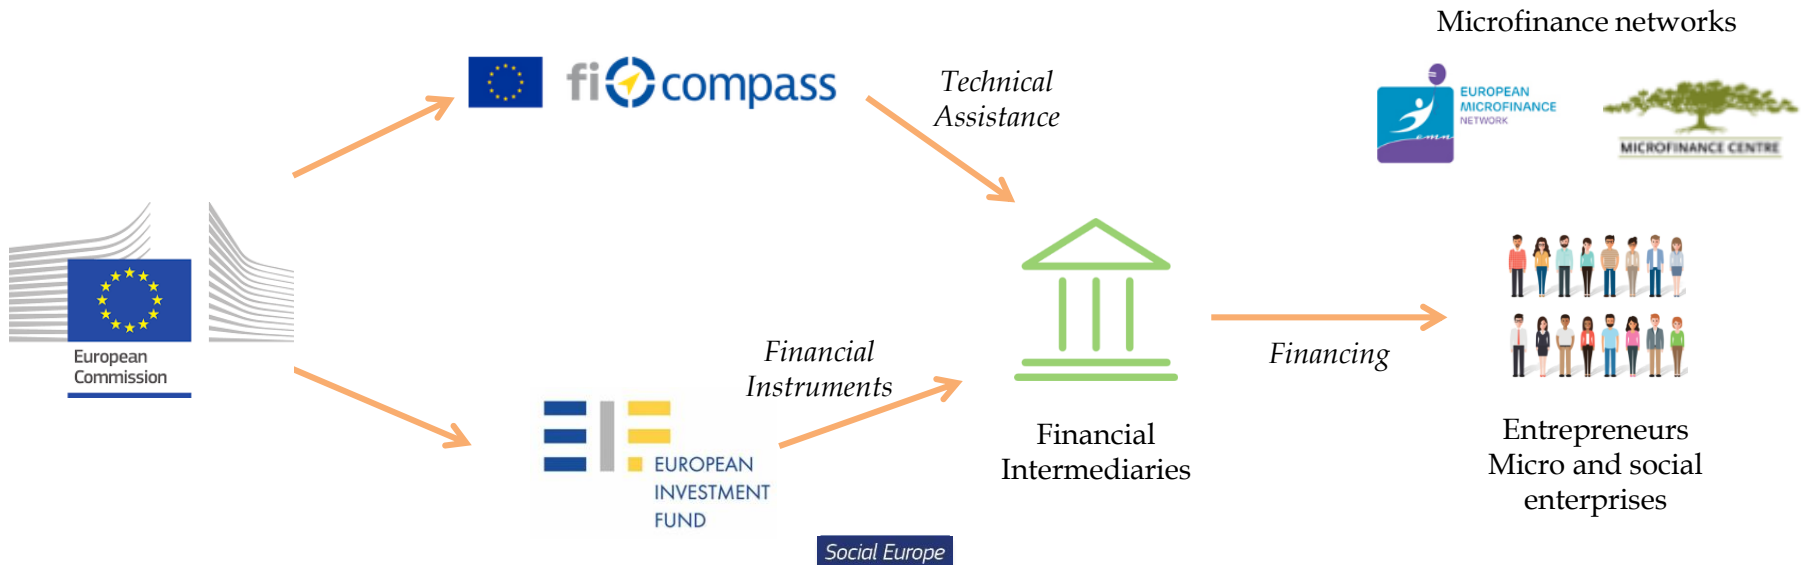 Microfinance networks
fi compass
Technical
Assistance
EUROPEAN
MICROFINANCE
NETWORK
emn
MICROFINANCE CENTRE
European
Commission
Financial
Instruments
Financing
EUROPEAN
INVESTMENT
FUND
Financial
Intermediaries
Entrepreneurs
Micro and social
enterprises
Social Europe